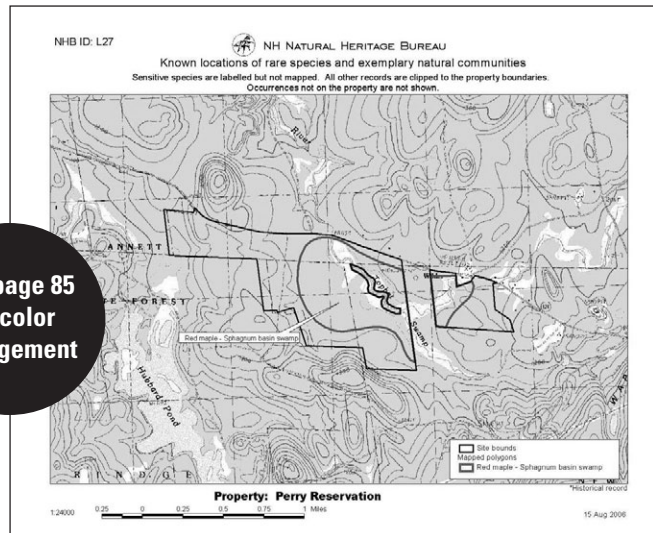 NHB ID: L27
NH NATURAL HERITAGE BUREAU
Known locations of rare species and exemplary natural communities
Sensitive species are labelled but not mapped. All other records are clipped to the property boundaries.
Occurrences not on the property are not shown.
River
ANNETT
FOREST
page 85
color
gement
Swamp
Red maple - Sphagnum basin swamp
Hubbard Pond
RINDGE
Site bounds
Mapped polygons
Red maple - Sphagnum basin swamp
*Historical record
Property: Perry Reservation
1:24000
0.25 0 0.25 0.5 0.75 1 Miles
15 Aug 2006